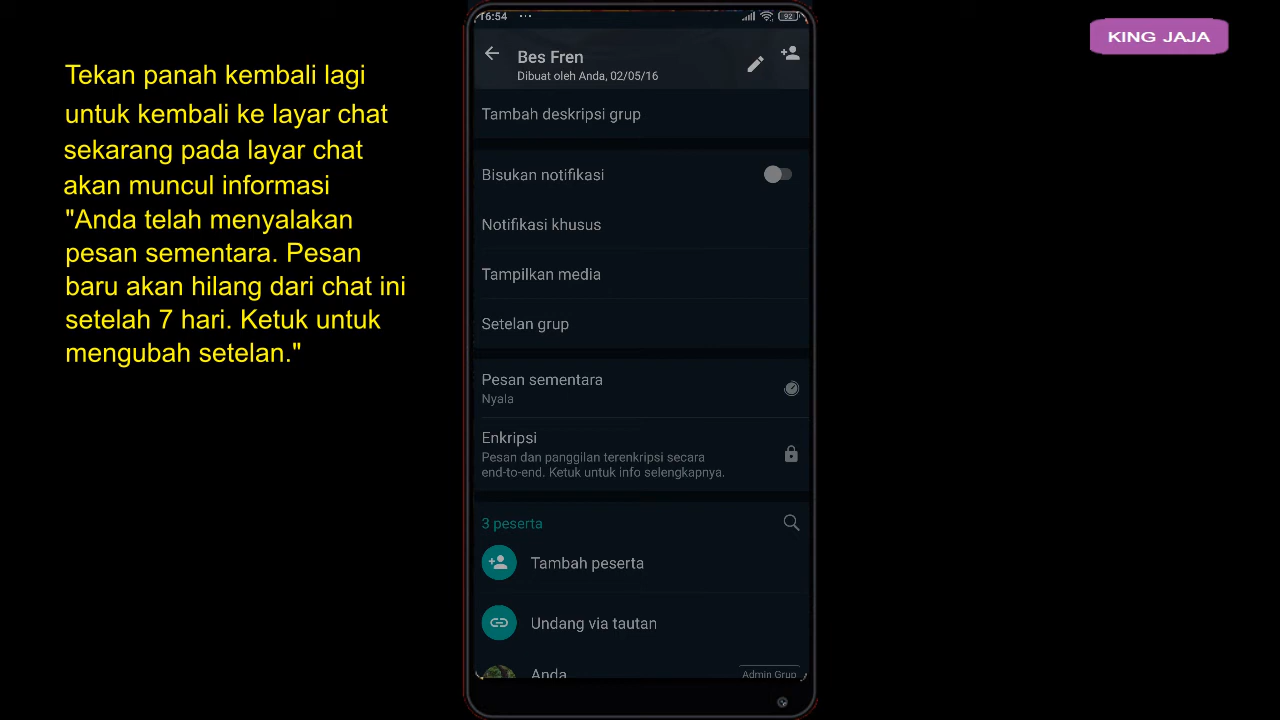 Tekan panah kembali lagi
untuk kembali ke layar chat
sekarang pada layar chat
akan muncul informasi
"Anda telah menyalakan
pesan sementara. Pesan
baru akan hilang dari chat ini
setelah 7 hari. Ketuk untuk
mengubah setelan."
16:54 ...
92
Bes Fren
Dibuat oleh Anda, 02/05/16
Tambah deskripsi grup
Bisukan notifikasi
Notifikasi khusus
Tampilkan media
Setelan grup
Pesan sementara
Nyala
Enkripsi
Pesan dan panggilan terenkripsi secara
end-to-end. Ketuk untuk info selengkapnya.
3 peserta
Tambah peserta
Undang via tautan
Anda
Admin Grup
KING JAJA